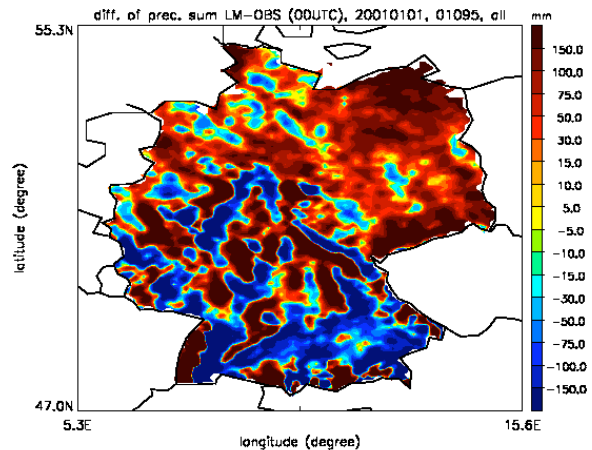 diff. of prec. sum LM-OBS (00UTC), 20010101, 01095, all
mm
55.3N
150.0
100.0
75.0
50.0
30.0
10.0
5.0
-10.0
-15.0
-30.0
-50.0
-75.0
-100.0
-150.0
latitude (degree)
47.0N
5.3E
15.6E
longitude (degree)